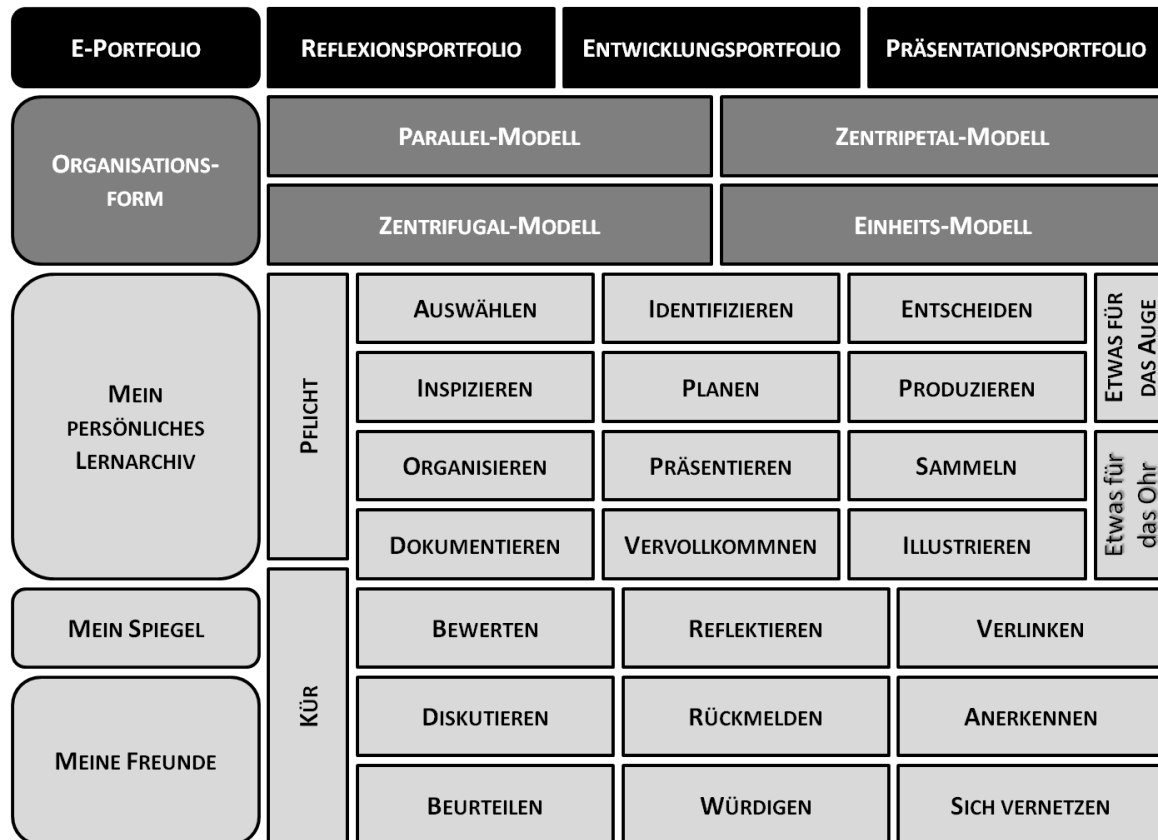 E-PORTFOLIO
REFLEXIONSPORTFOLIO
ENTWICKLUNGSPORTFOLIO
PRÄSENTATIONSPORTFOLIO
ORGANISATIONS-
FORM
PARALLEL-MODELL
ZENTRIPETAL-MODELL
ZENTRIFUGAL-MODELL
EINHEITS-MODELL
MEIN
PERSÖNLICHES
LERNARCHIV
PFLICHT
AUSWÄHLEN
IDENTIFIZIEREN
ENTSCHEIDEN
INSPIZIEREN
PLANEN
PRODUZIEREN
ETWAS FÜR
DAS AUGE
ORGANISIEREN
PRÄSENTIEREN
SAMMELN
DOKUMENTIEREN
VERVOLLKOMMNEN
ILLUSTRIEREN
Etwas für
das Ohr
MEIN SPIEGEL
KÜR
BEWERTEN
REFLEKTIEREN
VERLINKEN
MEINE FREUNDE
DISKUTIEREN
RÜCKMELDEN
ANERKENNEN
BEURTEILEN
WÜRDIGEN
SICH VERNETZEN